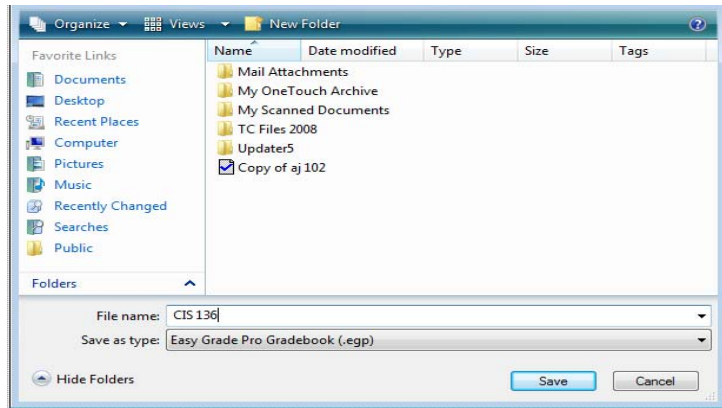 Organize Views New Folder
Favorite Links
Name Date modified Type Size Tags
Documents
Desktop
Recent Places
Computer
Pictures
Music
Recently Changed
Searches
Public
Mail Attachments
My OneTouch Archive
My Scanned Documents
TC Files 2008
Updater5
Copy of aj 102
Folders
File name: CIS 136
Save as type: Easy Grade Pro Gradebook (.egp)
Hide Folders Save Cancel